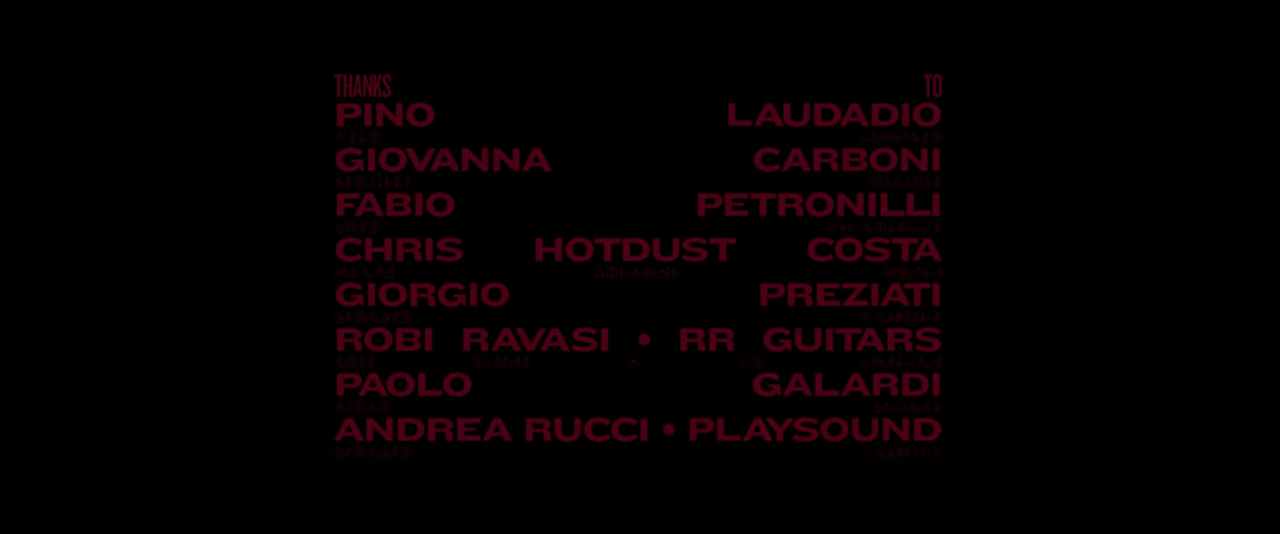 THANKS TO
PINO LAUDADIO
GIOVANNA CARBONI
FABIO PETRONILLI
CHRIS HOTDUST COSTA
GIORGIO PREZIATI
ROBI RAVASI • RR GUITARS
PAOLO GALARDI
ANDREA RUCCI • PLAYSOUND